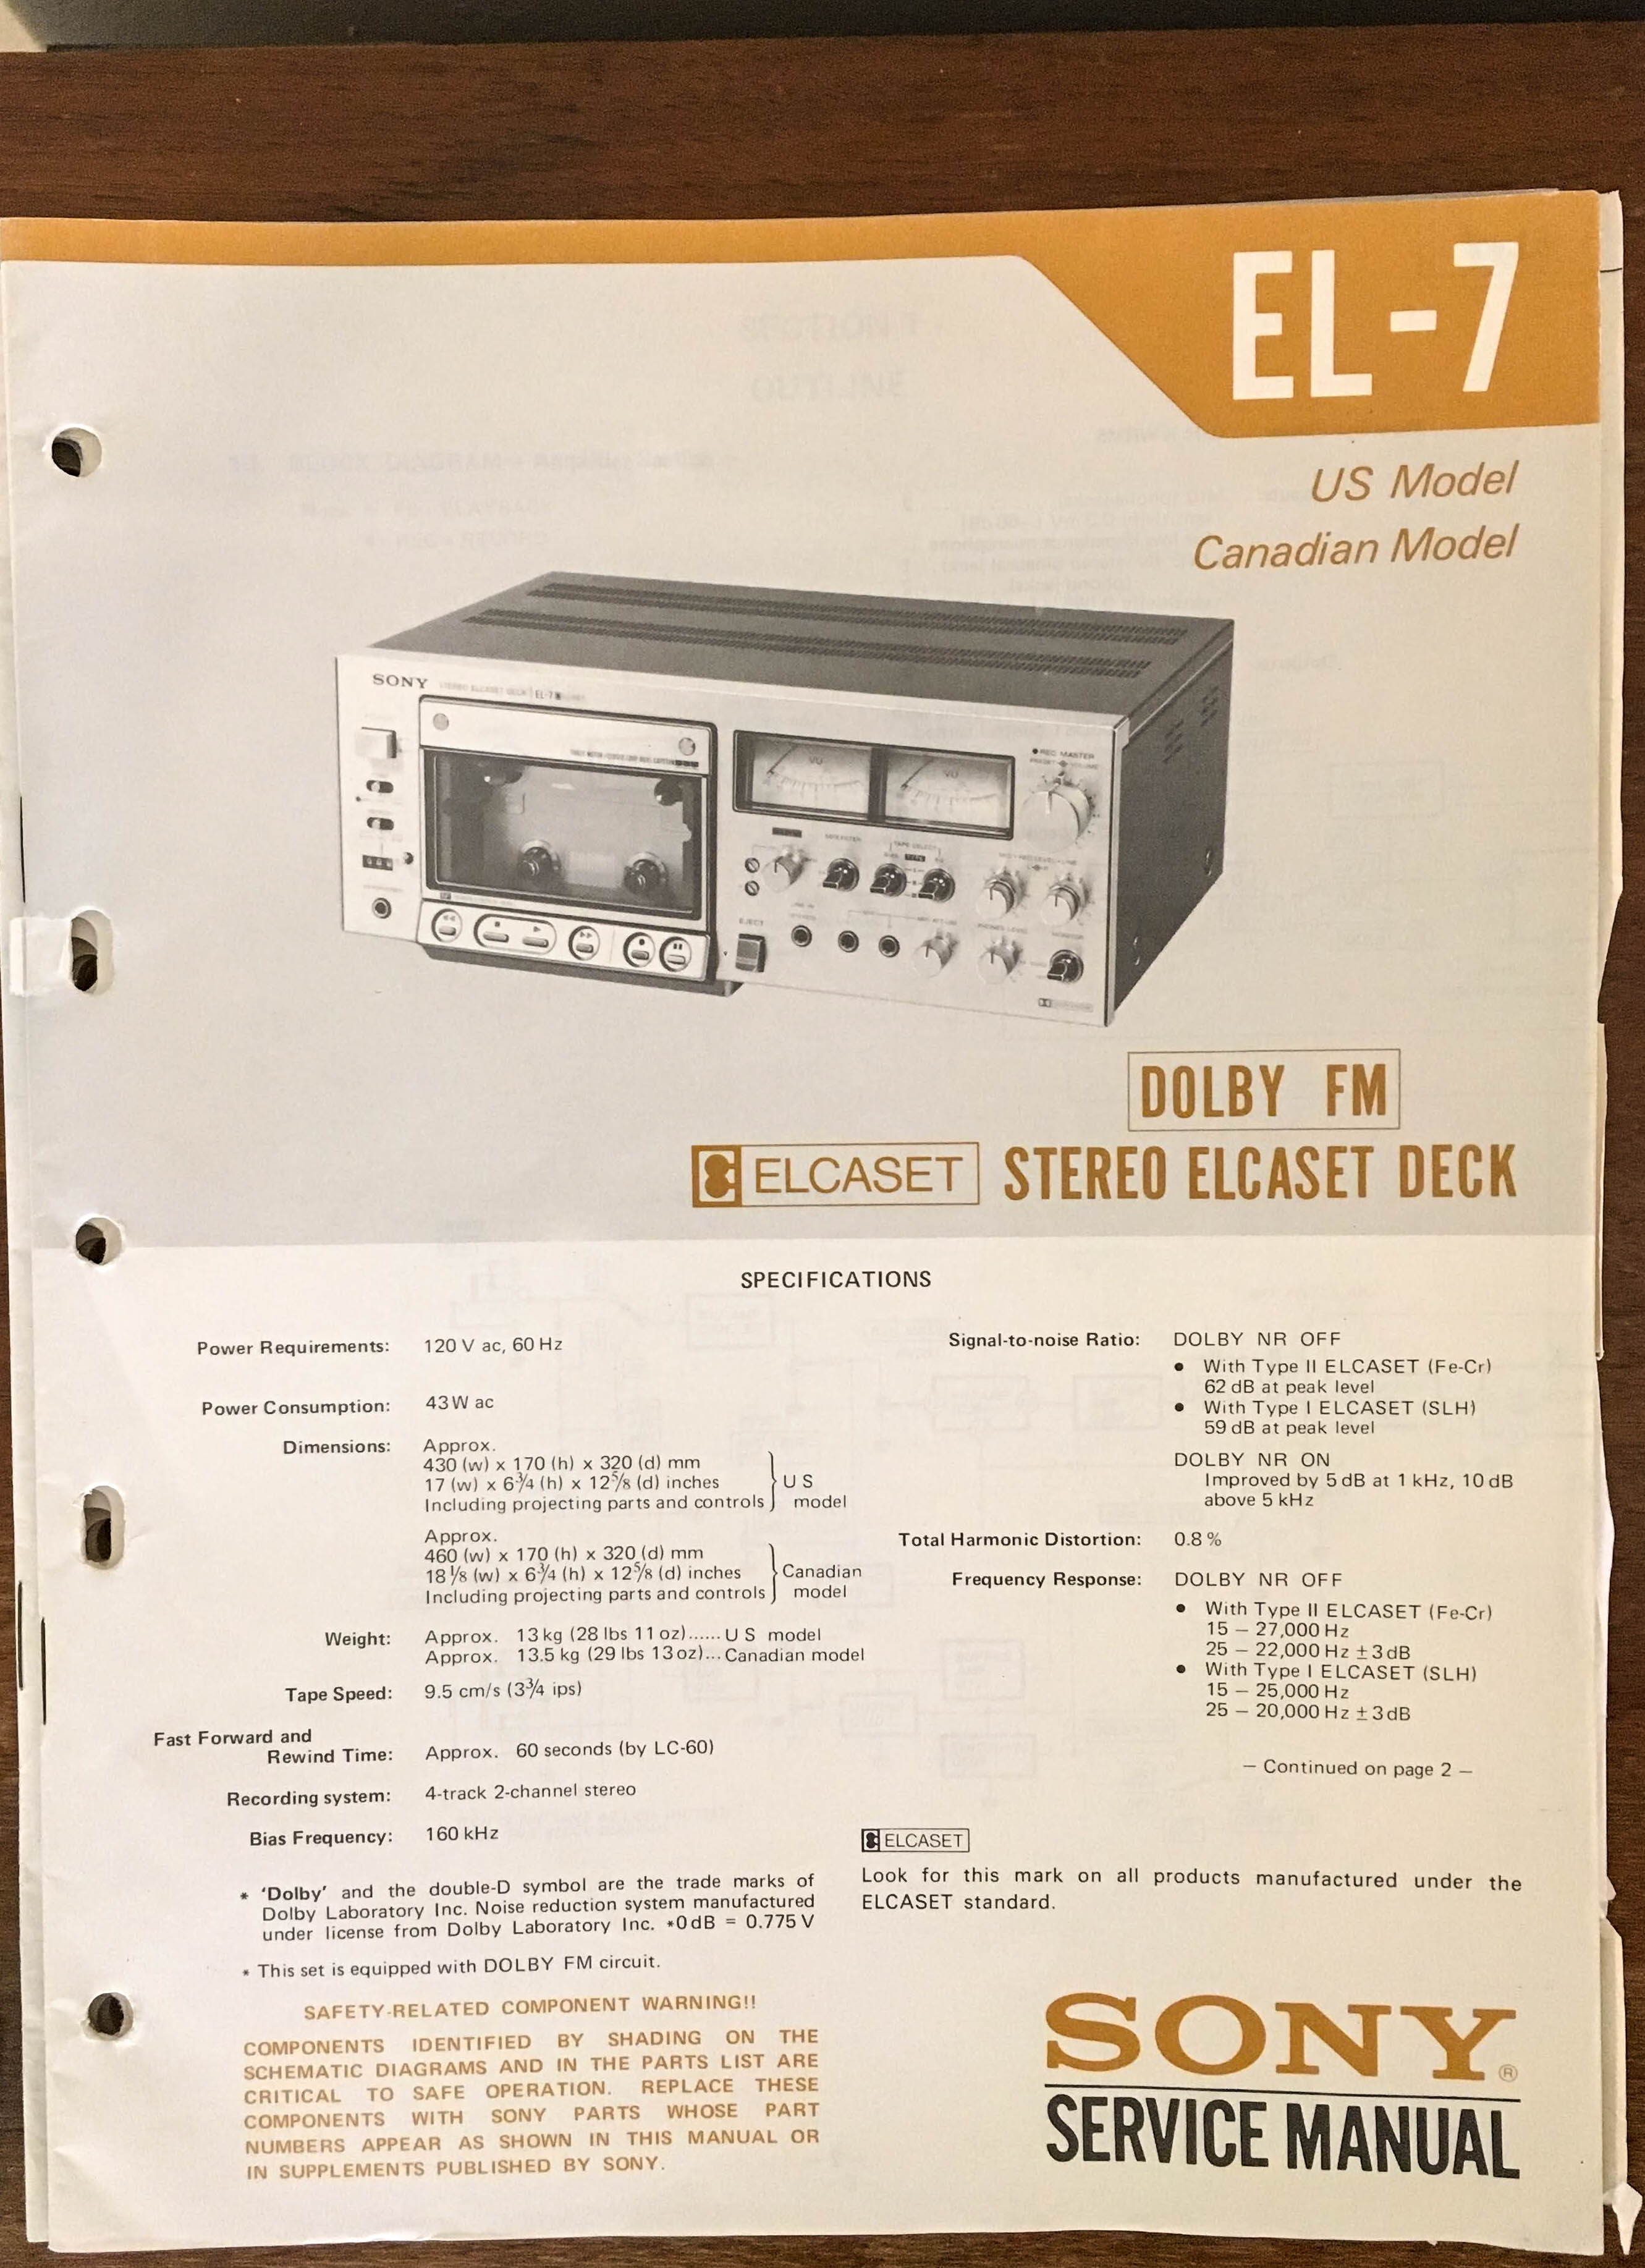 EL-7
US Model
Canadian Model
SONY
STEREO ELCASET DECK EL-7
VU
VU
REC MASTER
TAPE SELECT
EJECT
DOLBY FM
ELCASET STEREO ELCASET DECK
SPECIFICATIONS
Power Requirements: 120 V ac, 60 Hz
Power Consumption: 43 W ac
Dimensions: Approx.
430 (w) x 170 (h) x 320 (d) mm
17 (w) x 6¾ (h) x 12⅝ (d) inches US
Including projecting parts and controls model
Approx.
460 (w) x 170 (h) x 320 (d) mm
18⅛ (w) x 6¾ (h) x 12⅝ (d) inches Canadian
Including projecting parts and controls model
Weight: Approx. 13 kg (28 lbs 11 oz)...... US model
Approx. 13.5 kg (29 lbs 13 oz)... Canadian model
Tape Speed: 9.5 cm/s (3¾ ips)
Fast Forward and
Rewind Time: Approx. 60 seconds (by LC-60)
Recording system: 4-track 2-channel stereo
Bias Frequency: 160 kHz
* 'Dolby' and the double-D symbol are the trade marks of
Dolby Laboratory Inc. Noise reduction system manufactured
under license from Dolby Laboratory Inc. *0 dB = 0.775 V
* This set is equipped with DOLBY FM circuit.
SAFETY-RELATED COMPONENT WARNING!!
COMPONENTS IDENTIFIED BY SHADING ON THE
SCHEMATIC DIAGRAMS AND IN THE PARTS LIST ARE
CRITICAL TO SAFE OPERATION. REPLACE THESE
COMPONENTS WITH SONY PARTS WHOSE PART
NUMBERS APPEAR AS SHOWN IN THIS MANUAL OR
IN SUPPLEMENTS PUBLISHED BY SONY.
Signal-to-noise Ratio: DOLBY NR OFF
• With Type II ELCASET (Fe-Cr)
62 dB at peak level
• With Type I ELCASET (SLH)
59 dB at peak level
DOLBY NR ON
Improved by 5 dB at 1 kHz, 10 dB
above 5 kHz
Total Harmonic Distortion: 0.8 %
Frequency Response: DOLBY NR OFF
• With Type II ELCASET (Fe-Cr)
15 – 27,000 Hz
25 – 22,000 Hz ±3 dB
• With Type I ELCASET (SLH)
15 – 25,000 Hz
25 – 20,000 Hz ±3 dB
– Continued on page 2 –
ELCASET
Look for this mark on all products manufactured under the
ELCASET standard.
SONY®
SERVICE MANUAL